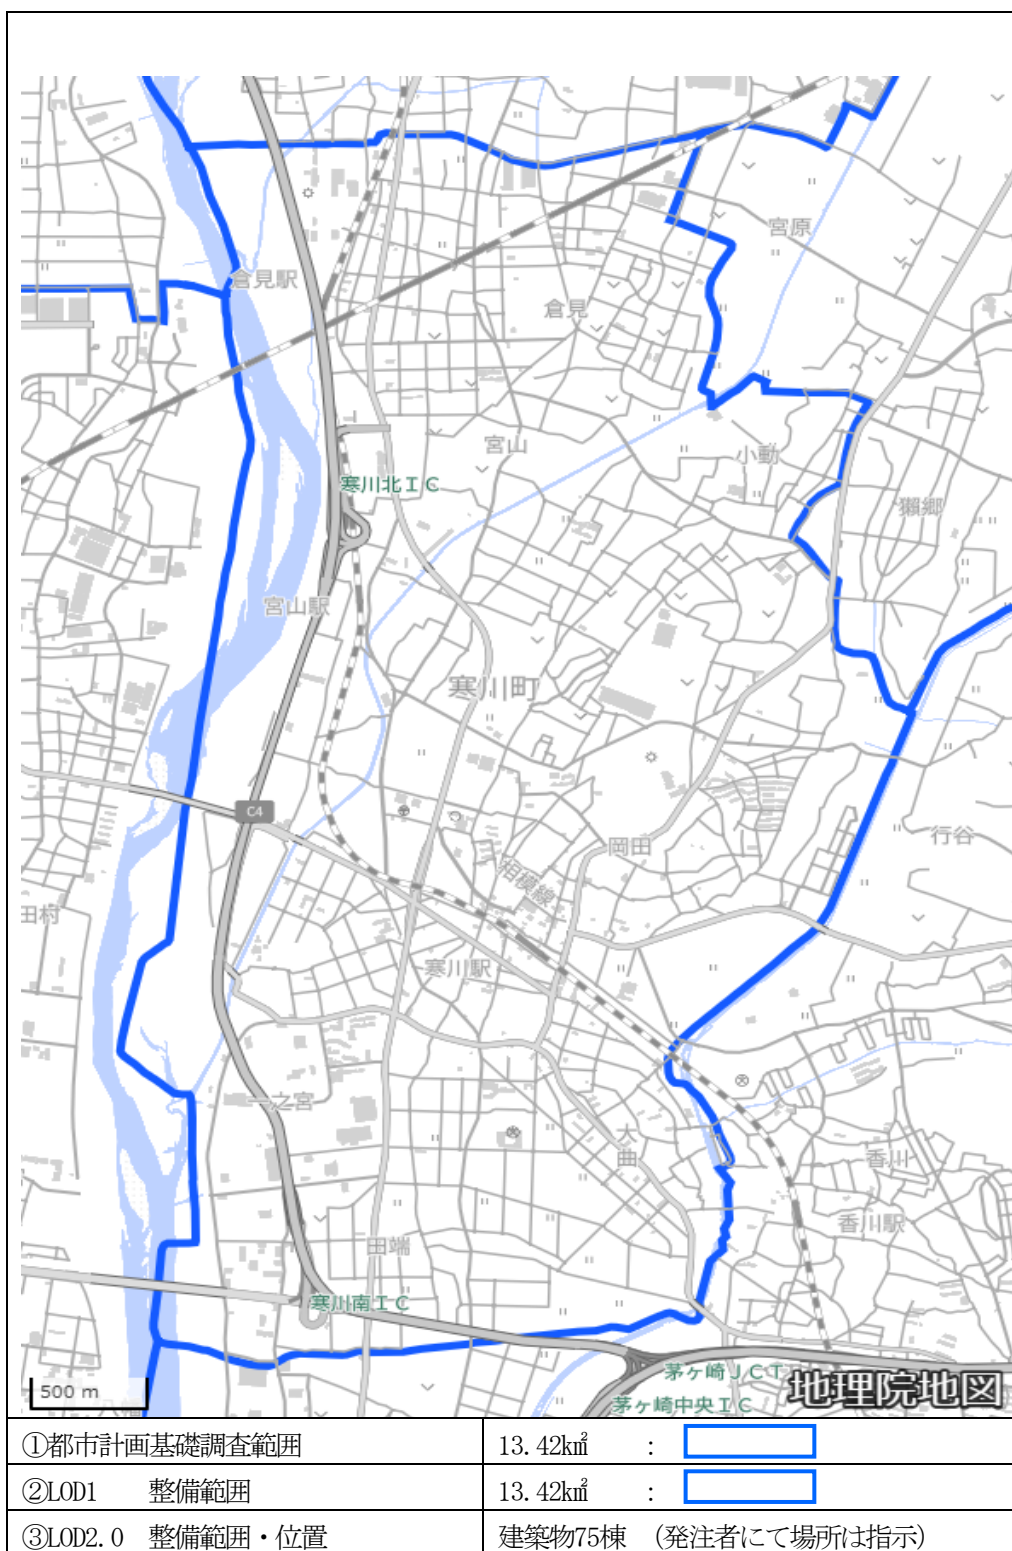 宮原
倉見駅
倉見
宮山
小動
寒川北IC
獺郷
宮山駅
寒川町
C4
岡田
行谷
相模線
田村
寒川駅
一之宮
大曲
香川
香川駅
田端
寒川南IC
茅ヶ崎JCT
地理院地図
500 m
茅ヶ崎中央IC
①都市計画基礎調査範囲 13.42k㎡ :
②LOD1 整備範囲 13.42k㎡ :
③LOD2.0 整備範囲・位置 建築物75棟 (発注者にて場所は指示)